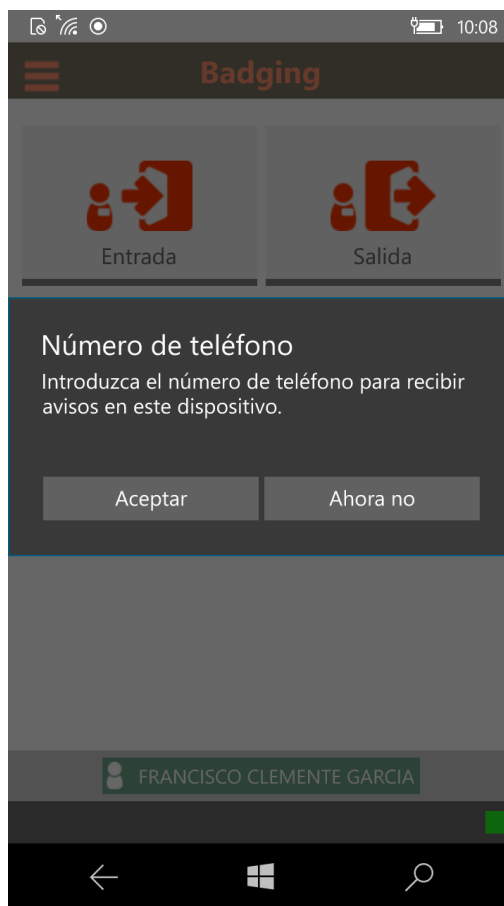 10:08
Badging
Entrada
Salida
Número de teléfono
Introduzca el número de teléfono para recibir
avisos en este dispositivo.
Aceptar
Ahora no
FRANCISCO CLEMENTE GARCIA